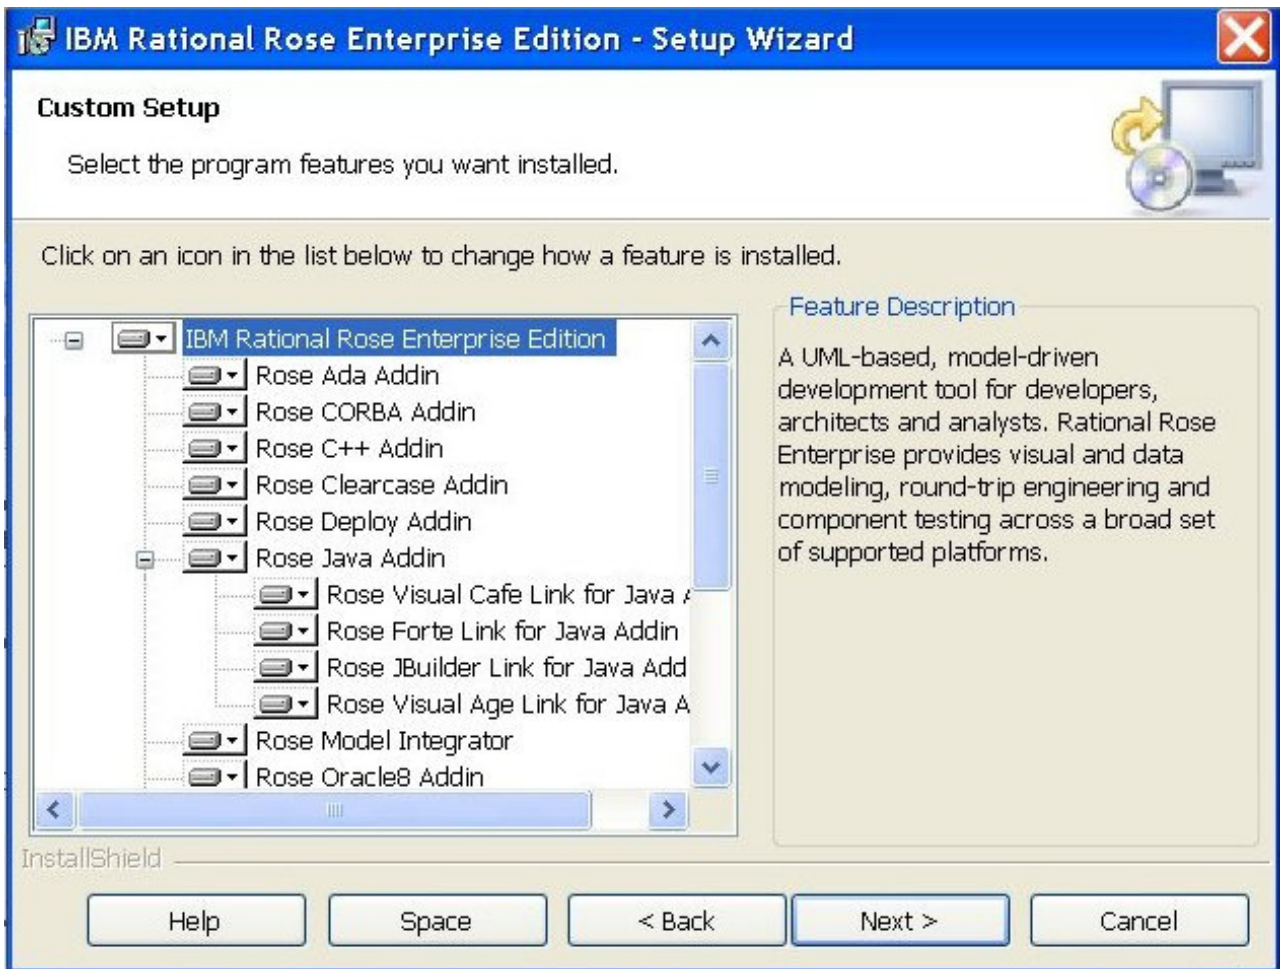 IBM Rational Rose Enterprise Edition - Setup Wizard
Custom Setup
Select the program features you want installed.
Click on an icon in the list below to change how a feature is installed.
IBM Rational Rose Enterprise Edition
Rose Ada Addin
Rose CORBA Addin
Rose C++ Addin
Rose Clearcase Addin
Rose Deploy Addin
Rose Java Addin
Rose Visual Cafe Link for Java
Rose Forte Link for Java Addin
Rose JBuilder Link for Java Add
Rose Visual Age Link for Java A
Rose Model Integrator
Rose Oracle8 Addin
Feature Description
A UML-based, model-driven
development tool for developers,
architects and analysts. Rational Rose
Enterprise provides visual and data
modeling, round-trip engineering and
component testing across a broad set
of supported platforms.
InstallShield
Help
Space
< Back
Next >
Cancel